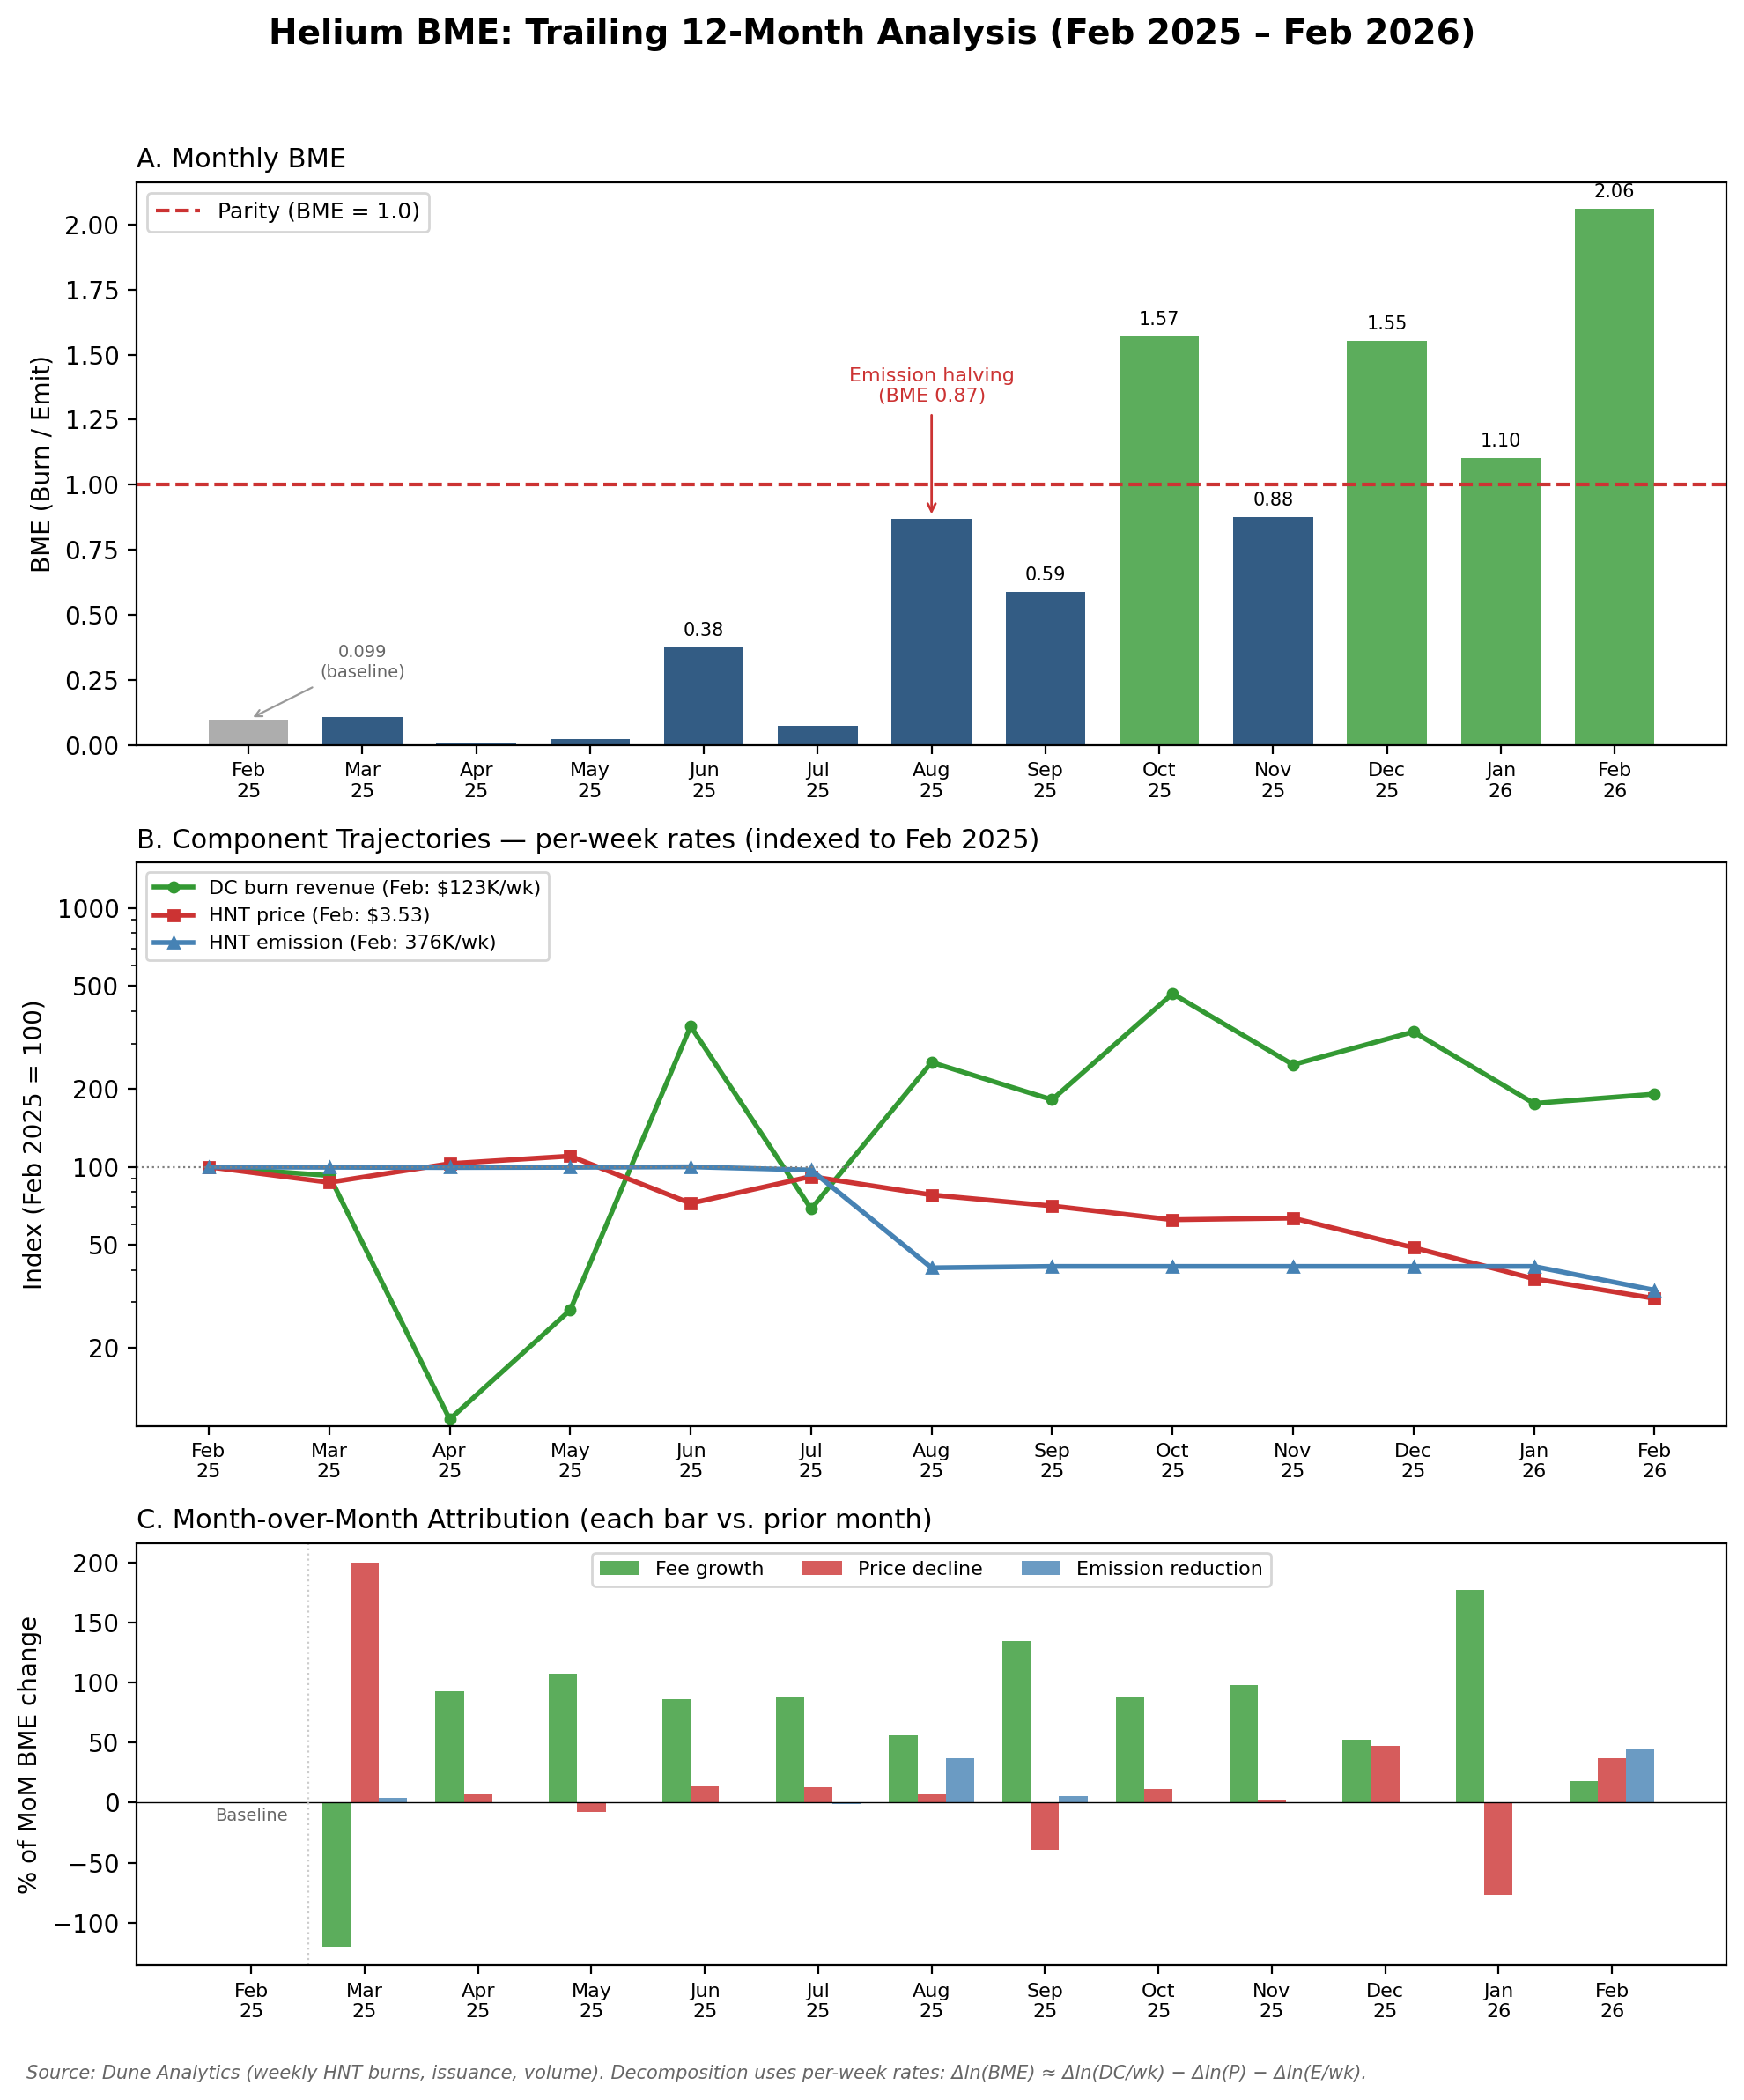 Helium BME: Trailing 12-Month Analysis (Feb 2025 – Feb 2026)
A. Monthly BME
Parity (BME = 1.0)
BME (Burn / Emit)
2.00
1.75
1.50
1.25
1.00
0.75
0.50
0.25
0.00
0.099
(baseline)
0.38
Emission halving
(BME 0.87)
0.59
1.57
0.88
1.55
1.10
2.06
Feb Mar Apr May Jun Jul Aug Sep Oct Nov Dec Jan Feb
25 25 25 25 25 25 25 25 25 25 25 26 26
B. Component Trajectories — per-week rates (indexed to Feb 2025)
DC burn revenue (Feb: $123K/wk)
HNT price (Feb: $3.53)
HNT emission (Feb: 376K/wk)
Index (Feb 2025 = 100)
1000
500
200
100
50
20
Feb Mar Apr May Jun Jul Aug Sep Oct Nov Dec Jan Feb
25 25 25 25 25 25 25 25 25 25 25 26 26
C. Month-over-Month Attribution (each bar vs. prior month)
Fee growth Price decline Emission reduction
% of MoM BME change
200
150
100
50
0
−50
−100
Baseline
Feb Mar Apr May Jun Jul Aug Sep Oct Nov Dec Jan Feb
25 25 25 25 25 25 25 25 25 25 25 26 26
Source: Dune Analytics (weekly HNT burns, issuance, volume). Decomposition uses per-week rates: Δln(BME) ≈ Δln(DC/wk) − Δln(P) − Δln(E/wk).